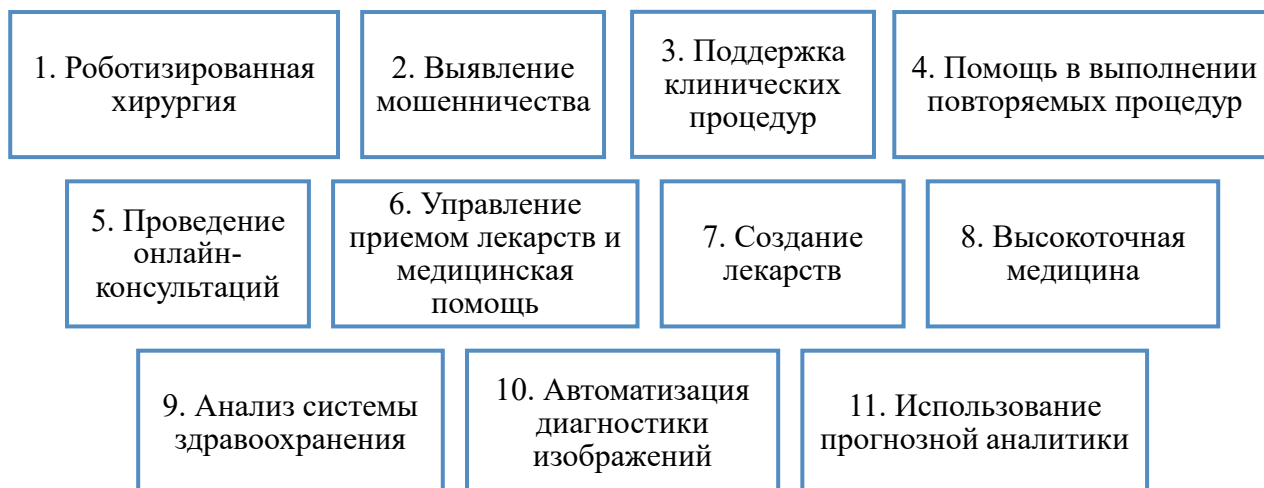 1. Роботизированная
хирургия
2. Выявление
мошенничества
3. Поддержка
клинических
процедур
4. Помощь в выполнении
повторяемых процедур
5. Проведение
онлайн-
консультаций
6. Управление
приемом лекарств и
медицинская
помощь
7. Создание
лекарств
8. Высокоточная
медицина
9. Анализ системы
здравоохранения
10. Автоматизация
диагностики
изображений
11. Использование
прогнозной аналитики